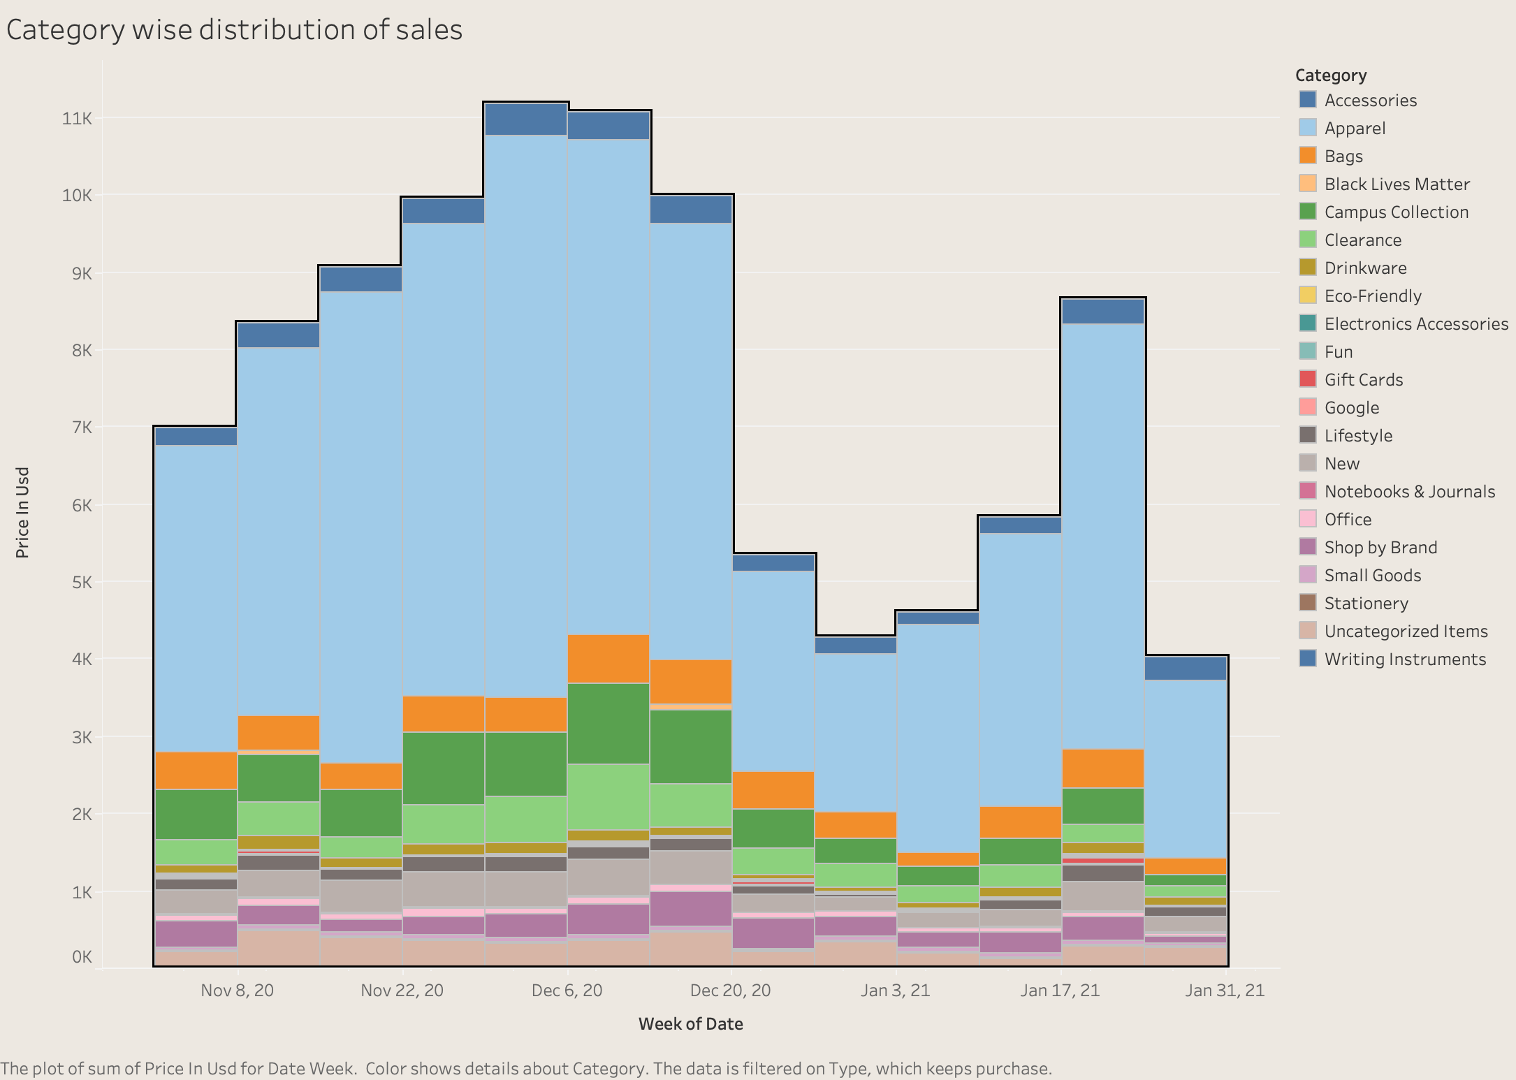 Category wise distribution of sales
Category
Accessories
Apparel
Bags
Black Lives Matter
Campus Collection
Clearance
Drinkware
Eco-Friendly
Electronics Accessories
Fun
Gift Cards
Google
Lifestyle
New
Notebooks & Journals
Office
Shop by Brand
Small Goods
Stationery
Uncategorized Items
Writing Instruments
Price In Usd
11K
10K
9K
8K
7K
6K
5K
4K
3K
2K
1K
0K
Nov 8, 20
Nov 22, 20
Dec 6, 20
Dec 20, 20
Jan 3, 21
Jan 17, 21
Jan 31, 21
Week of Date
The plot of sum of Price In Usd for Date Week.  Color shows details about Category. The data is filtered on Type, which keeps purchase.